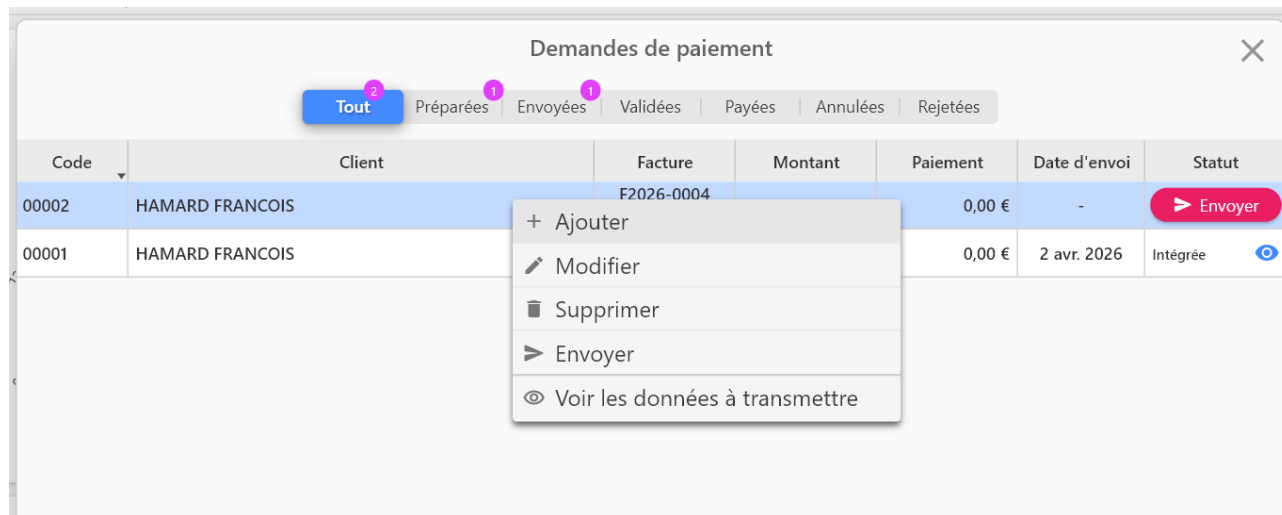 Demandes de paiement
Tout 2 Préparées 1 Envoyées 1 Validées Payées Annulées Rejetées
Code Client Facture Montant Paiement Date d'envoi Statut
00002 HAMARD FRANCOIS F2026-0004 0,00 € - Envoyer
00001 HAMARD FRANCOIS 0,00 € 2 avr. 2026 Intégrée
Ajouter
Modifier
Supprimer
Envoyer
Voir les données à transmettre